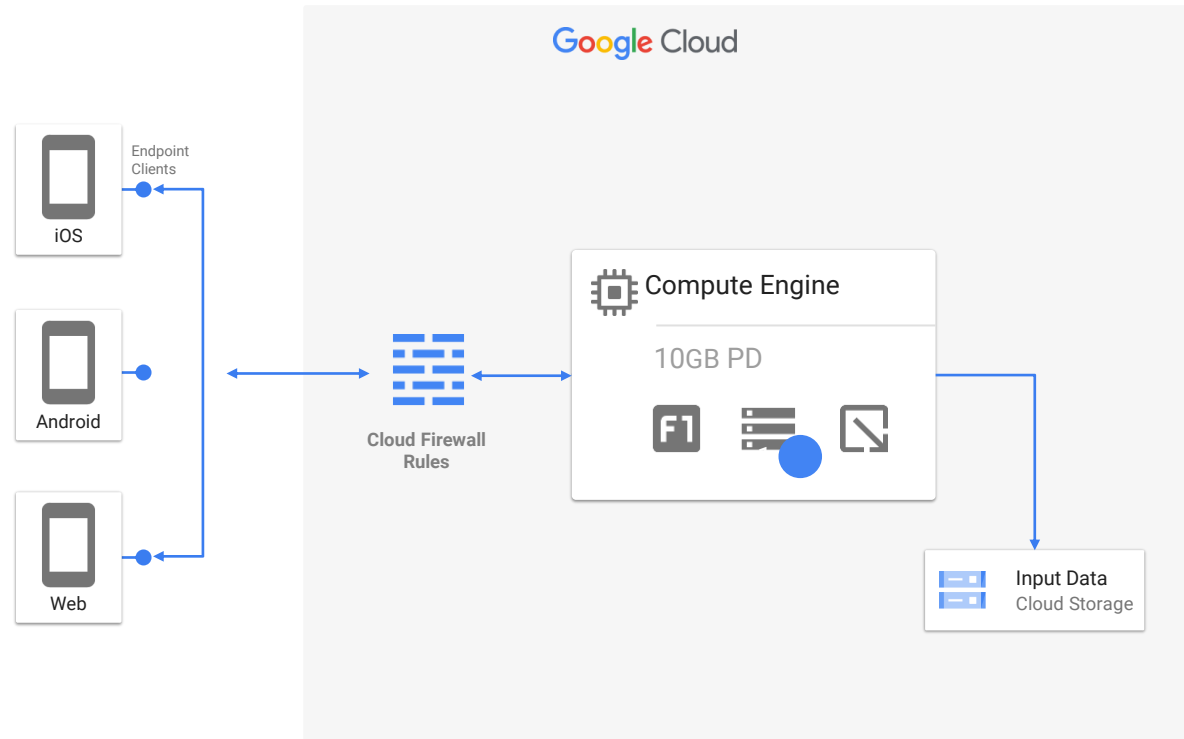 Google Cloud
Endpoint
Clients
iOS
Android
Web
Cloud Firewall
Rules
Compute Engine
10GB PD
F1
Input Data
Cloud Storage